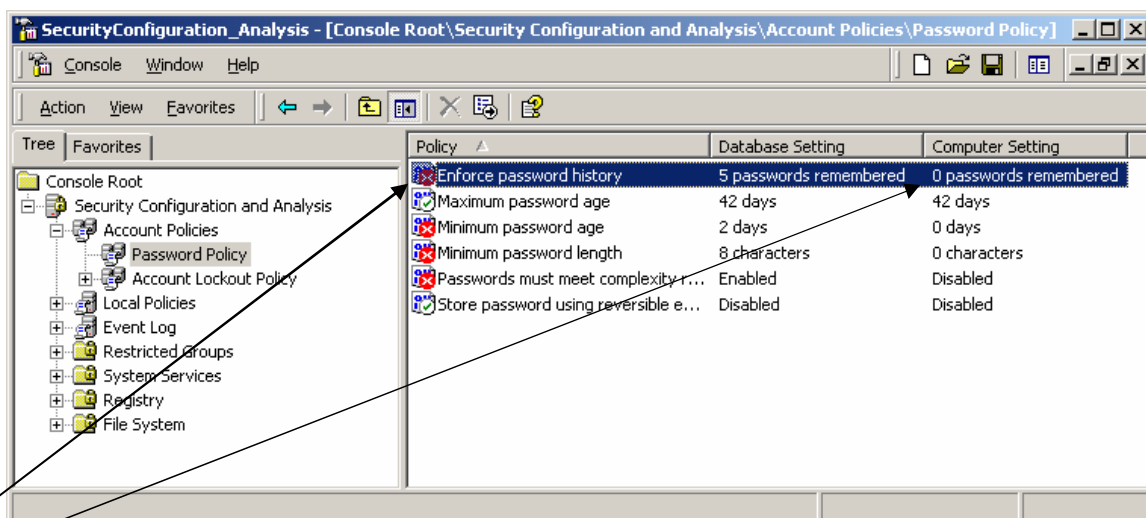 SecurityConfiguration_Analysis - [Console Root\Security Configuration and Analysis\Account Policies\Password Policy]
Console Window Help
Action View Favorites
Tree Favorites
Policy Database Setting Computer Setting
Console Root
Security Configuration and Analysis
Account Policies
Password Policy
Account Lockout Policy
Local Policies
Event Log
Restricted Groups
System Services
Registry
File System
Enforce password history 5 passwords remembered 0 passwords remembered
Maximum password age 42 days 42 days
Minimum password age 2 days 0 days
Minimum password length 8 characters 0 characters
Passwords must meet complexity r... Enabled Disabled
Store password using reversible e... Disabled Disabled